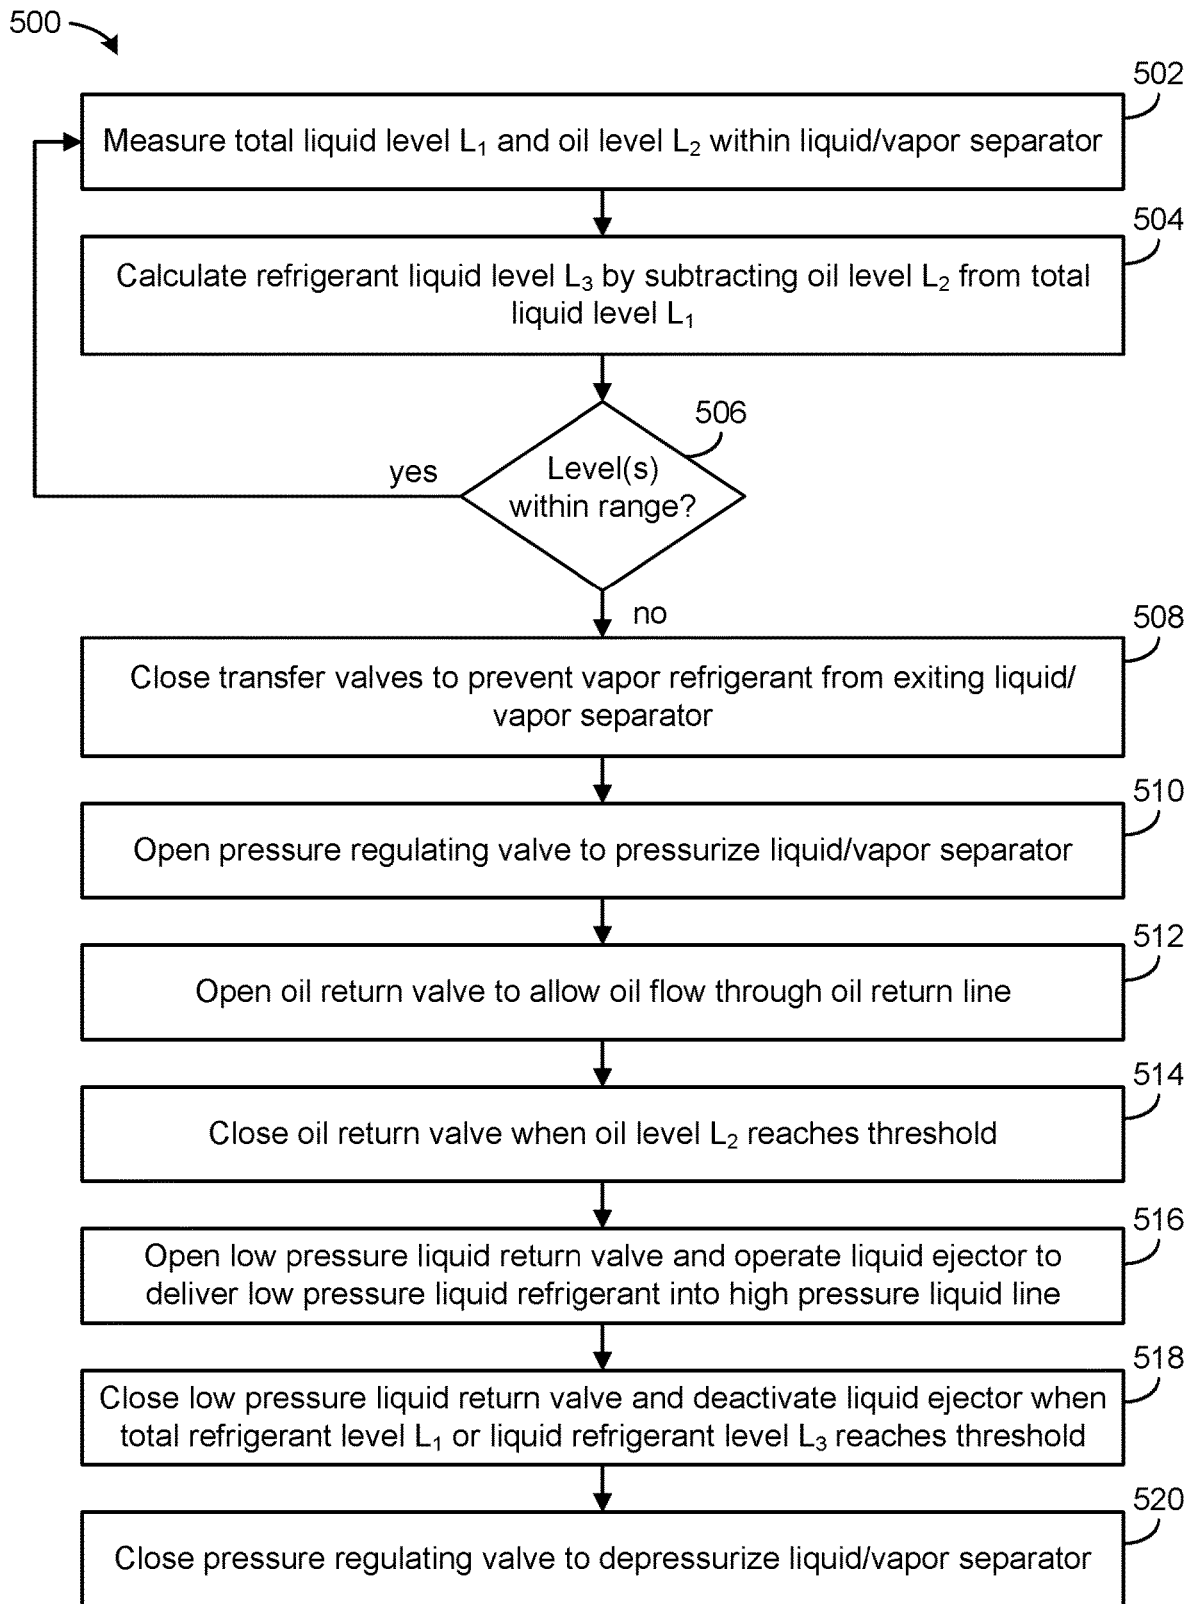 500
502
Measure total liquid level L₁ and oil level L₂ within liquid/vapor separator
504
Calculate refrigerant liquid level L₃ by subtracting oil level L₂ from total
liquid level L₁
506
Level(s)
within range?
yes
no
508
Close transfer valves to prevent vapor refrigerant from exiting liquid/
vapor separator
510
Open pressure regulating valve to pressurize liquid/vapor separator
512
Open oil return valve to allow oil flow through oil return line
514
Close oil return valve when oil level L₂ reaches threshold
516
Open low pressure liquid return valve and operate liquid ejector to
deliver low pressure liquid refrigerant into high pressure liquid line
518
Close low pressure liquid return valve and deactivate liquid ejector when
total refrigerant level L₁ or liquid refrigerant level L₃ reaches threshold
520
Close pressure regulating valve to depressurize liquid/vapor separator